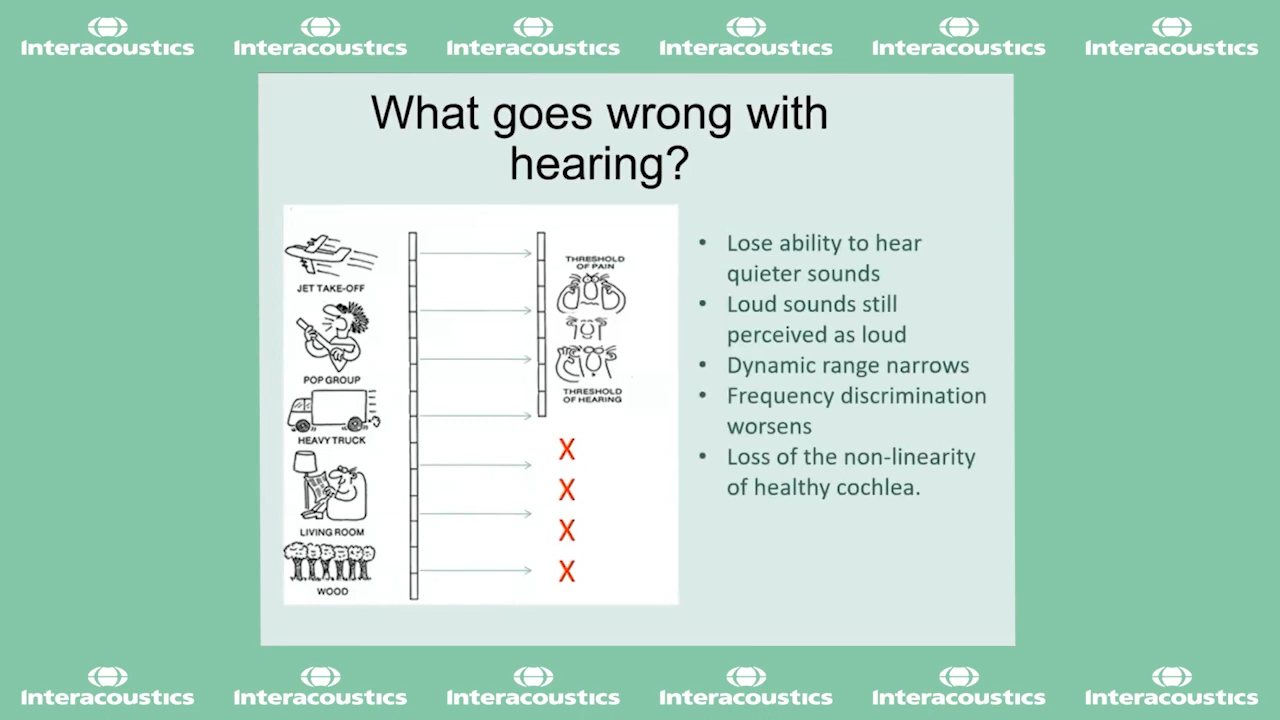 Interacoustics Interacoustics Interacoustics Interacoustics Interacoustics Interacoustics
What goes wrong with
hearing?
JET TAKE-OFF
POP GROUP
HEAVY TRUCK
LIVING ROOM
WOOD
THRESHOLD
OF PAIN
THRESHOLD
OF HEARING
X
X
X
X
• Lose ability to hear
quieter sounds
• Loud sounds still
perceived as loud
• Dynamic range narrows
• Frequency discrimination
worsens
• Loss of the non-linearity
of healthy cochlea.
Interacoustics Interacoustics Interacoustics Interacoustics Interacoustics Interacoustics